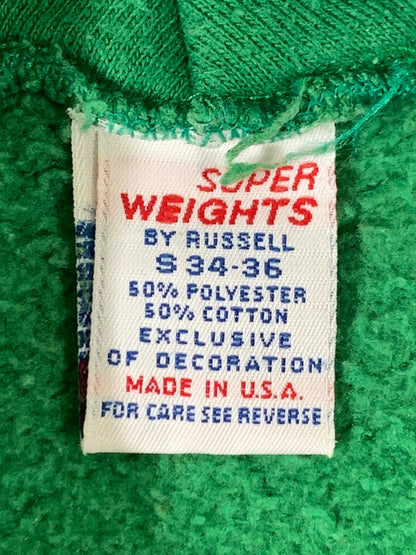 SUPER
WEIGHTS
BY RUSSELL
S 34-36
50% POLYESTER
50% COTTON
EXCLUSIVE
OF DECORATION
MADE IN U.S.A.
FOR CARE SEE REVERSE